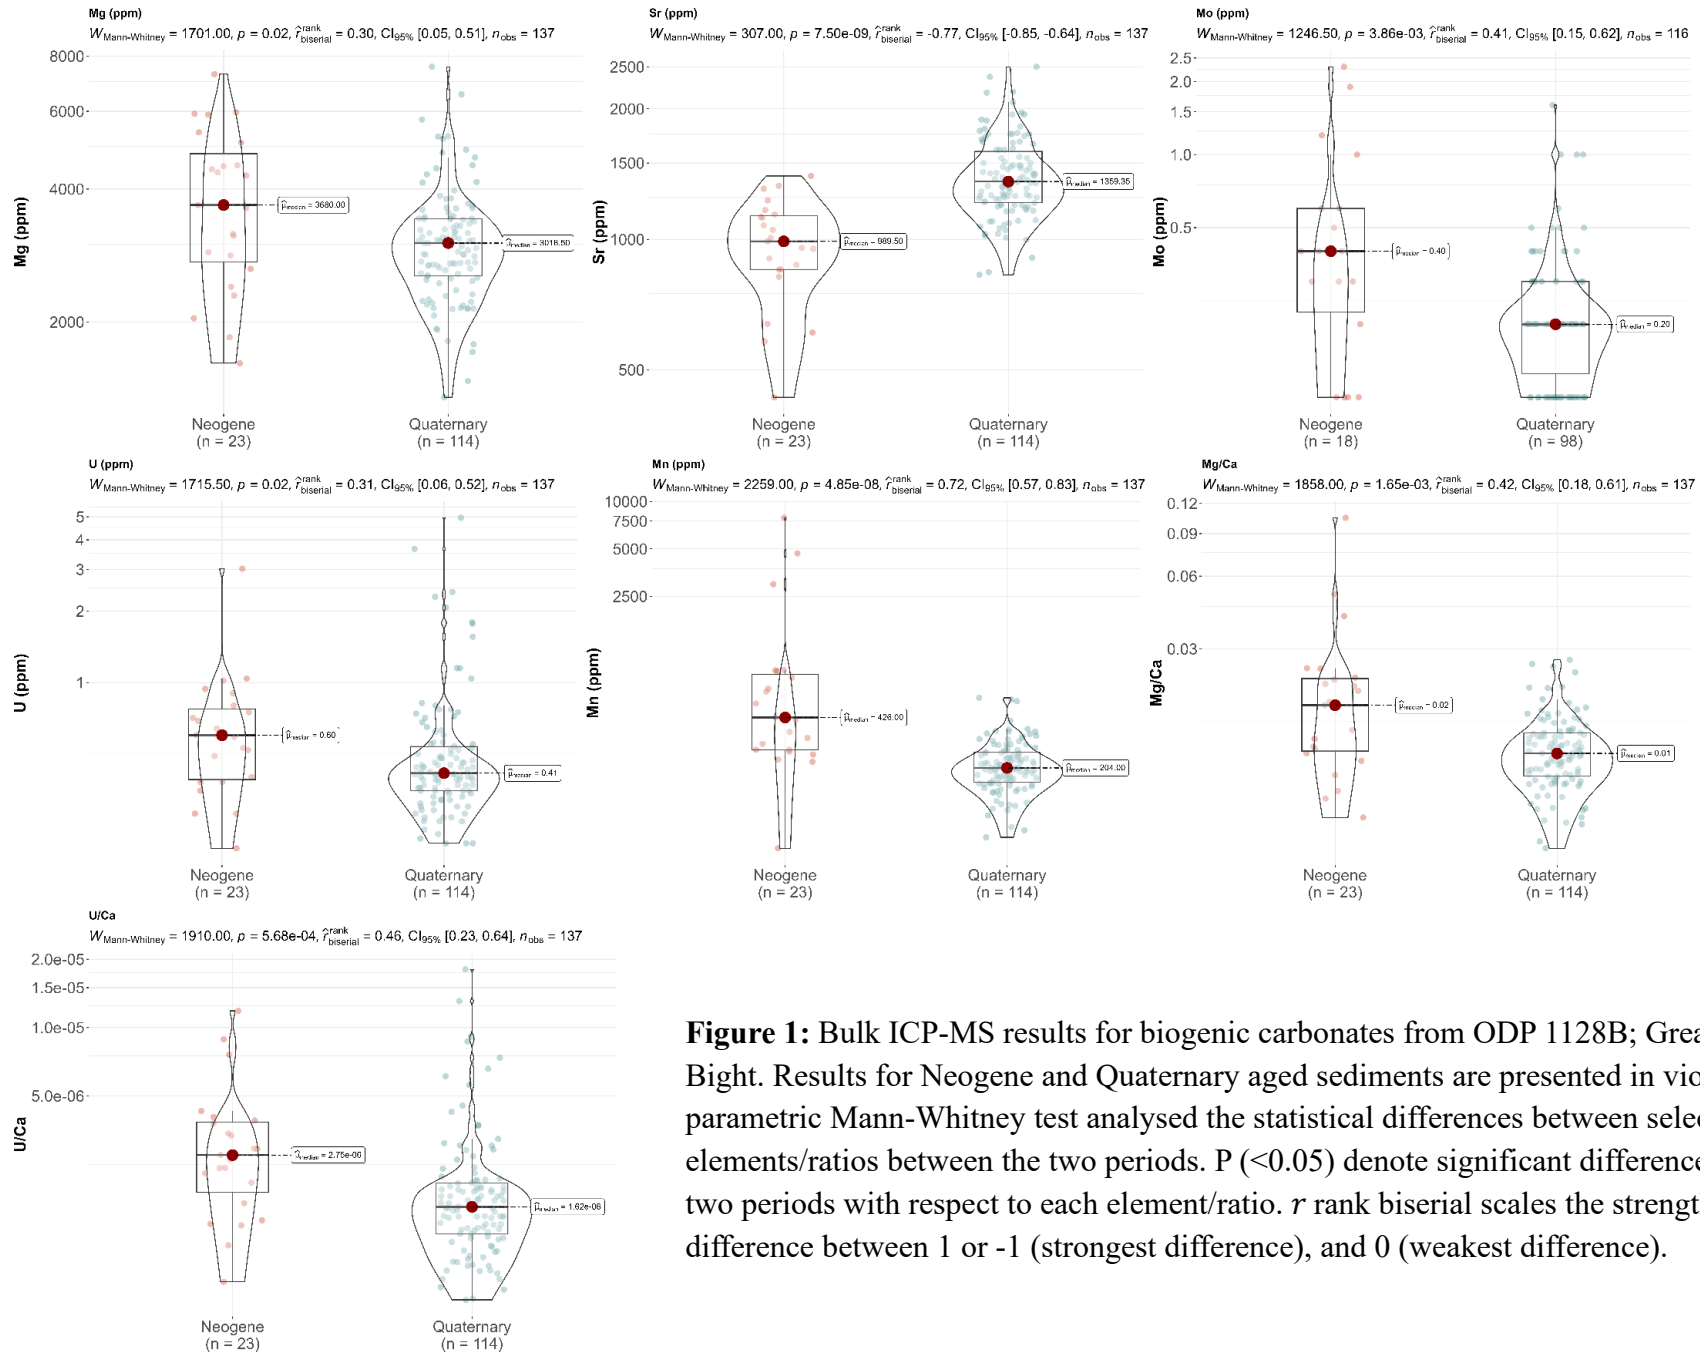 Mg (ppm)
W Mann-Whitney = 1701.00, p = 0.02, r̂ rank biserial = 0.30, CI95% [0.05, 0.51], nobs = 137
8000
6000
4000
2000
Mg (ppm)
μ̂median = 3680.00
μ̂median = 3018.50
Neogene
(n = 23)
Quaternary
(n = 114)
Sr (ppm)
W Mann-Whitney = 307.00, p = 7.50e-09, r̂ rank biserial = -0.77, CI95% [-0.85, -0.64], nobs = 137
2500
2000
1500
1000
500
Sr (ppm)
μ̂median = 989.50
μ̂median = 1359.35
Neogene
(n = 23)
Quaternary
(n = 114)
Mo (ppm)
W Mann-Whitney = 1246.50, p = 3.86e-03, r̂ rank biserial = 0.41, CI95% [0.15, 0.62], nobs = 116
2.5
2.0
1.5
1.0
0.5
Mo (ppm)
μ̂median = 0.40
μ̂median = 0.20
Neogene
(n = 18)
Quaternary
(n = 98)
U (ppm)
W Mann-Whitney = 1715.50, p = 0.02, r̂ rank biserial = 0.31, CI95% [0.06, 0.52], nobs = 137
5
4
3
2
1
U (ppm)
μ̂median = 0.60
μ̂median = 0.41
Neogene
(n = 23)
Quaternary
(n = 114)
Mn (ppm)
W Mann-Whitney = 2259.00, p = 4.85e-08, r̂ rank biserial = 0.72, CI95% [0.57, 0.83], nobs = 137
10000
7500
5000
2500
Mn (ppm)
μ̂median = 426.00
μ̂median = 204.00
Neogene
(n = 23)
Quaternary
(n = 114)
Mg/Ca
W Mann-Whitney = 1858.00, p = 1.65e-03, r̂ rank biserial = 0.42, CI95% [0.18, 0.61], nobs = 137
0.12
0.09
0.06
0.03
Mg/Ca
μ̂median = 0.02
μ̂median = 0.01
Neogene
(n = 23)
Quaternary
(n = 114)
U/Ca
W Mann-Whitney = 1910.00, p = 5.68e-04, r̂ rank biserial = 0.46, CI95% [0.23, 0.64], nobs = 137
2.0e-05
1.5e-05
1.0e-05
5.0e-06
U/Ca
μ̂median = 2.75e-06
μ̂median = 1.62e-06
Neogene
(n = 23)
Quaternary
(n = 114)
Figure 1: Bulk ICP-MS results for biogenic carbonates from ODP 1128B; Grea
Bight. Results for Neogene and Quaternary aged sediments are presented in vio
parametric Mann-Whitney test analysed the statistical differences between selec
elements/ratios between the two periods. P (<0.05) denote significant difference
two periods with respect to each element/ratio. r rank biserial scales the strengt
difference between 1 or -1 (strongest difference), and 0 (weakest difference).